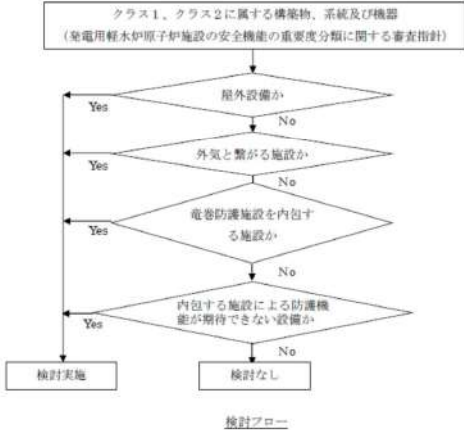 クラス1、クラス2に属する構築物、系統及び機器
(発電用軽水炉原子炉施設の安全機能の重要度分類に関する審査指針)
屋外設備か
Yes
No
外気と繋がる施設か
Yes
No
竜巻防護施設を内包す
る施設か
Yes
No
内包する施設による防護機
能が期待できない設備か
Yes
No
検討実施
検討なし
検討フロー